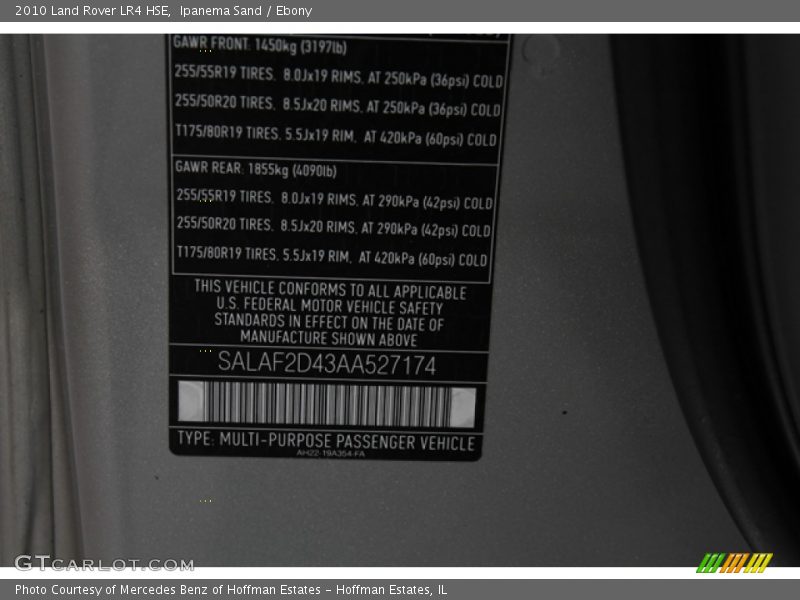 2010 Land Rover LR4 HSE,  Ipanema Sand / Ebony
GAWR FRONT: 1450kg (3197lb)
255/55R19 TIRES.  8.0Jx19 RIMS, AT 250kPa (36psi) COLD
255/50R20 TIRES.  8.5Jx20 RIMS, AT 250kPa (36psi) COLD
T175/80R19 TIRES. 5.5Jx19 RIM,  AT 420kPa (60psi) COLD
GAWR REAR: 1855kg (4090lb)
255/55R19 TIRES.  8.0Jx19 RIMS, AT 290kPa (42psi) COLD
255/50R20 TIRES.  8.5Jx20 RIMS, AT 290kPa (42psi) COLD
T175/80R19 TIRES. 5.5Jx19 RIM,  AT 420kPa (60psi) COLD
THIS VEHICLE CONFORMS TO ALL APPLICABLE
U.S. FEDERAL MOTOR VEHICLE SAFETY
STANDARDS IN EFFECT ON THE DATE OF
MANUFACTURE SHOWN ABOVE
SALAF2D43AA527174
TYPE: MULTI-PURPOSE PASSENGER VEHICLE
AH22-19A354-FA
GTCARLOT.COM
Photo Courtesy of Mercedes Benz of Hoffman Estates - Hoffman Estates, IL